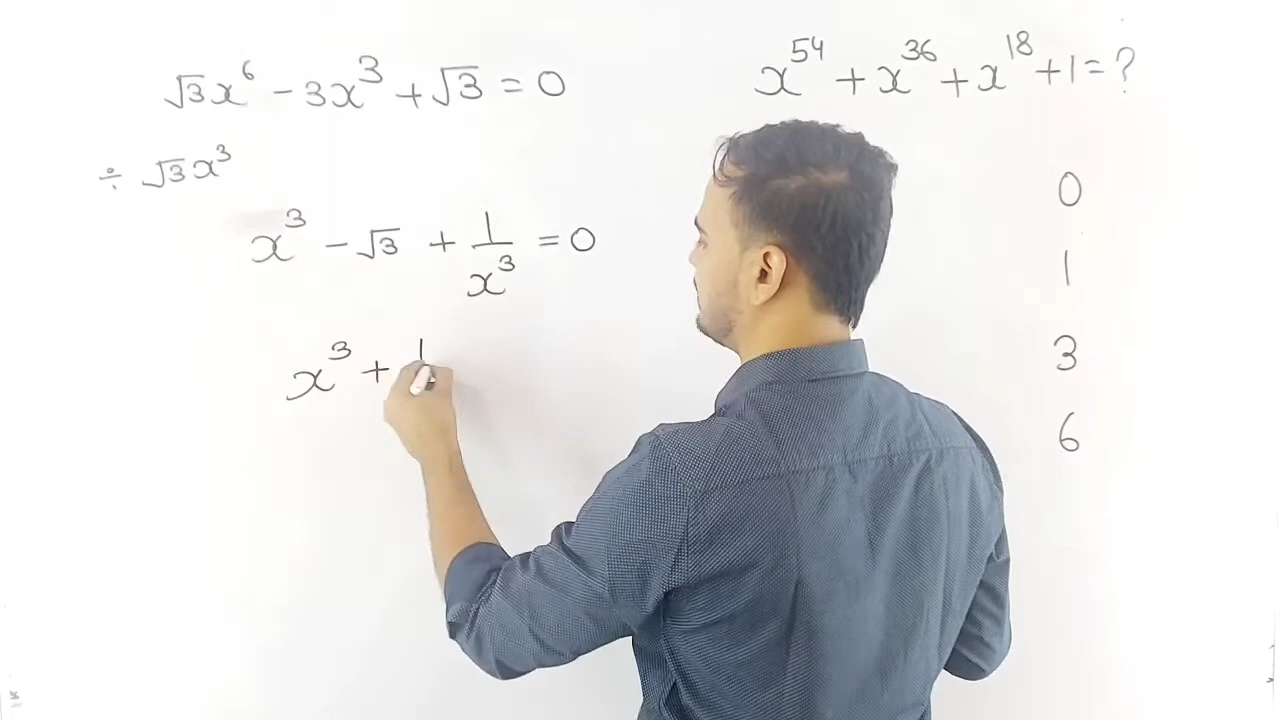 √3x⁶ - 3x³ + √3 = 0
÷ √3x³
x³ - √3 + 1/x³ = 0
x³ + 1
x⁵⁴ + x³⁶ + x¹⁸ + 1 = ?
0
1
3
6